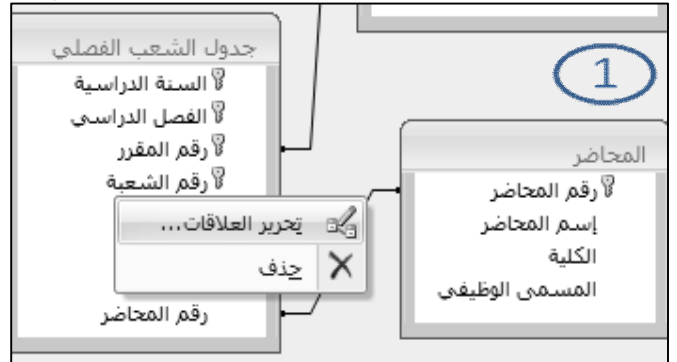 جدول الشعب الفصلي
السنة الدراسية
الفصل الدراسي
رقم المقرر
رقم الشعبة
تحرير العلاقات...
حذف
رقم المحاضر
1
المحاضر
رقم المحاضر
إسم المحاضر
الكلية
المسمى الوظيفي